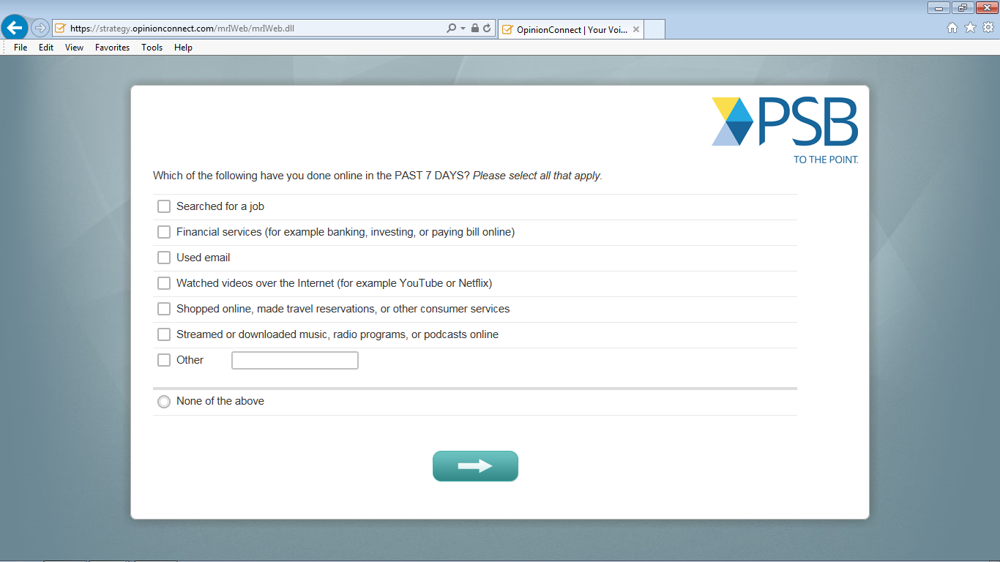 https://strategy.opinionconnect.com/mrIWeb/mrIWeb.dll
OpinionConnect | Your Voi...
File Edit View Favorites Tools Help
PSB
TO THE POINT.
Which of the following have you done online in the PAST 7 DAYS? Please select all that apply.
Searched for a job
Financial services (for example banking, investing, or paying bill online)
Used email
Watched videos over the Internet (for example YouTube or Netflix)
Shopped online, made travel reservations, or other consumer services
Streamed or downloaded music, radio programs, or podcasts online
Other
None of the above